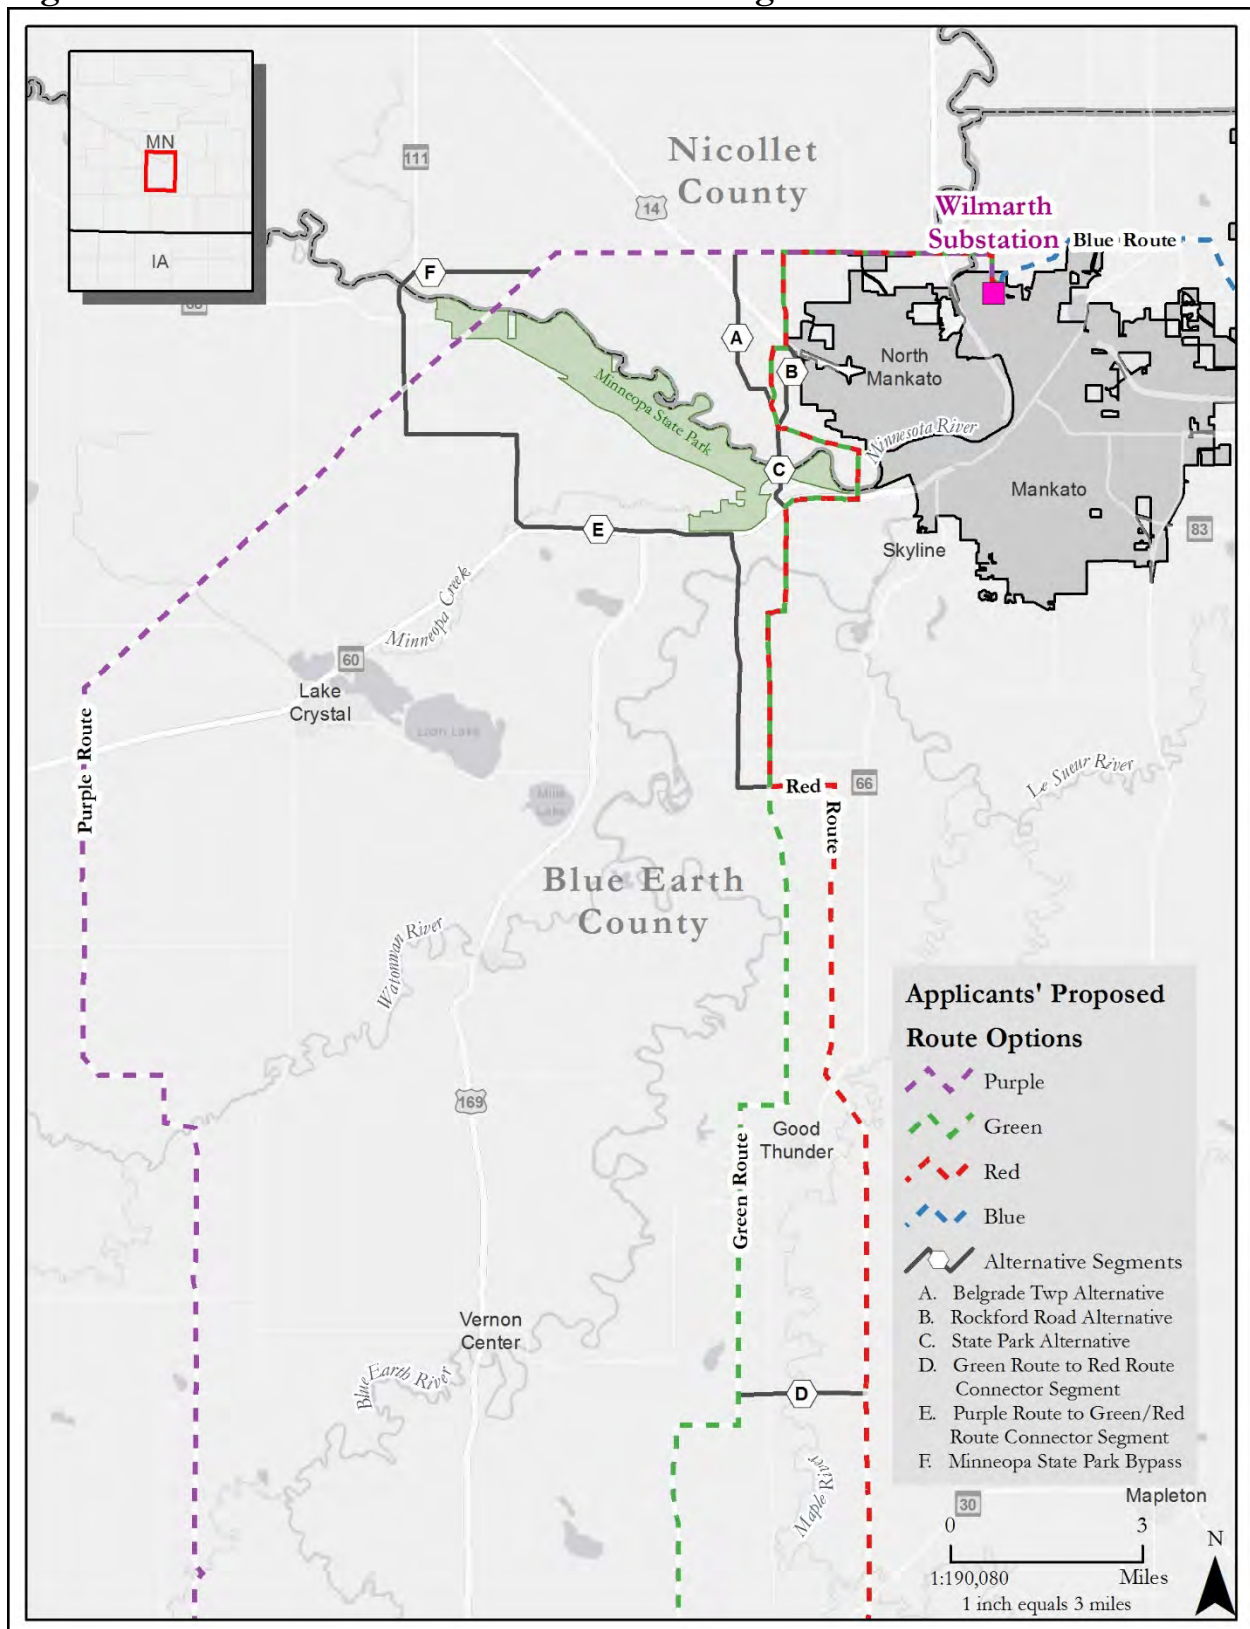 MN
IA
111
Nicollet
County
14
Wilmarth
Substation
Blue Route
F
A
B
North
Mankato
Minneopa State Park
Minnesota River
C
Mankato
E
Skyline
83
Minneopa Creek
60
Lake
Crystal
Lion Lake
Purple Route
Mills
Lake
Red
Route
66
Le Sueur River
Blue Earth
County
Watonwan River
169
Good
Thunder
Green Route
Vernon
Center
Blue Earth River
D
Maple River
Applicants' Proposed
Route Options
Purple
Green
Red
Blue
Alternative Segments
A. Belgrade Twp Alternative
B. Rockford Road Alternative
C. State Park Alternative
D. Green Route to Red Route
Connector Segment
E. Purple Route to Green/Red
Route Connector Segment
F. Minneopa State Park Bypass
30
Mapleton
0 3
N
1:190,080 Miles
1 inch equals 3 miles